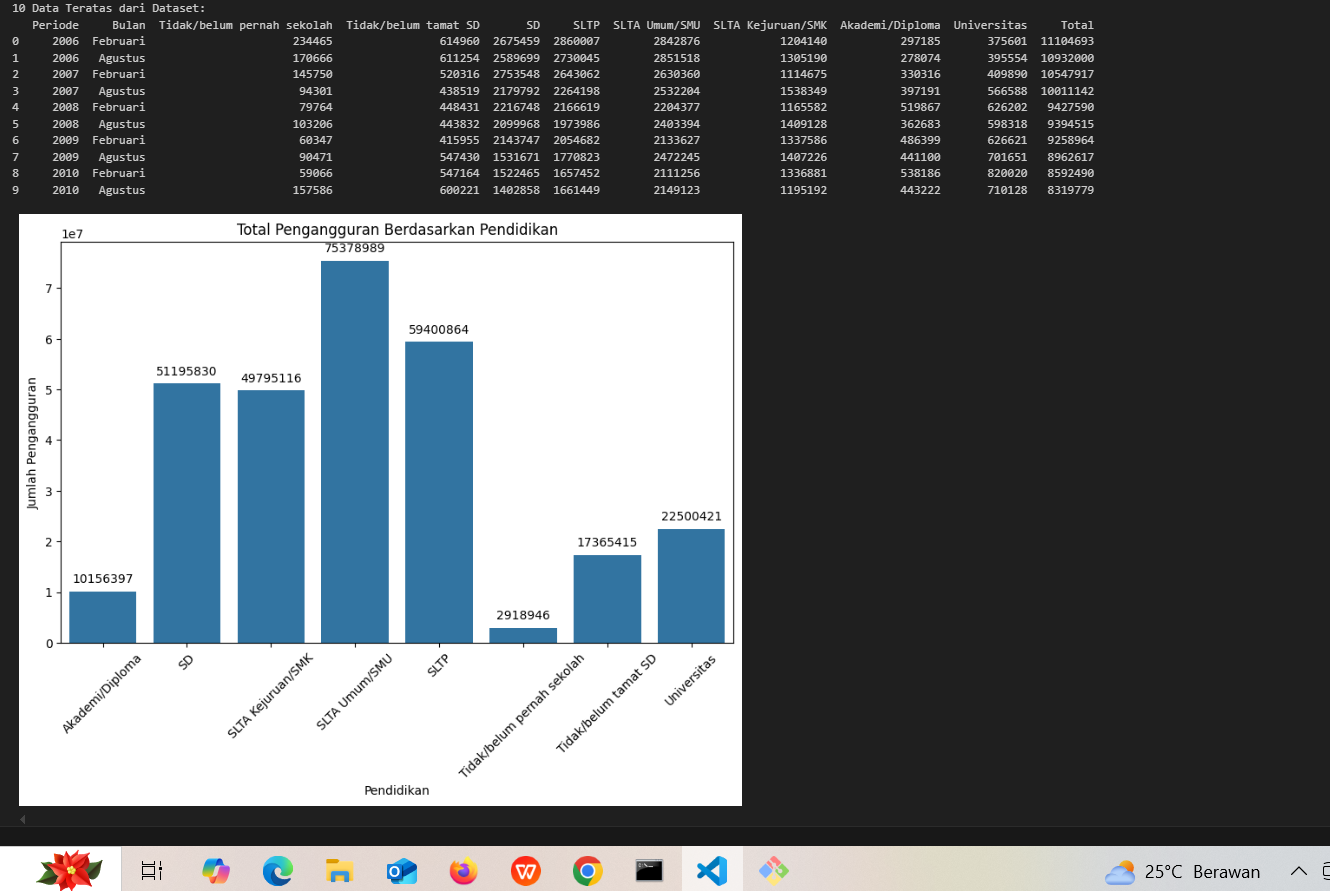 10 Data Teratas dari Dataset:
Periode Bulan Tidak/belum pernah sekolah Tidak/belum tamat SD SD SLTP SLTA Umum/SMU SLTA Kejuruan/SMK Akademi/Diploma Universitas Total
0 2006 Februari 234465 614960 2675459 2860007 2842876 1204140 297185 375601 11104693
1 2006 Agustus 170666 611254 2589699 2730045 2851518 1305190 278074 395554 10932000
2 2007 Februari 145750 520316 2753548 2643062 2630360 1114675 330316 409890 10547917
3 2007 Agustus 94301 438519 2179792 2264198 2532204 1538349 397191 566588 10011142
4 2008 Februari 79764 448431 2216748 2166619 2204377 1165582 519867 626202 9427590
5 2008 Agustus 103206 443832 2099968 1973986 2403394 1409128 362683 598318 9394515
6 2009 Februari 60347 415955 2143747 2054682 2133627 1337586 486399 626621 9258964
7 2009 Agustus 90471 547430 1531671 1770823 2472245 1407226 441100 701651 8962617
8 2010 Februari 59066 547164 1522465 1657452 2111256 1336881 538186 820020 8592490
9 2010 Agustus 157586 600221 1402858 1661449 2149123 1195192 443222 710128 8319779
Total Pengangguran Berdasarkan Pendidikan
1e7
75378989
7
59400864
6
51195830
49795116
5
4
3
22500421
2
17365415
10156397
1
2918946
0
Jumlah Pengangguran
Akademi/Diploma
SD
SLTA Kejuruan/SMK
SLTA Umum/SMU
SLTP
Tidak/belum pernah sekolah
Tidak/belum tamat SD
Universitas
Pendidikan
25°C Berawan